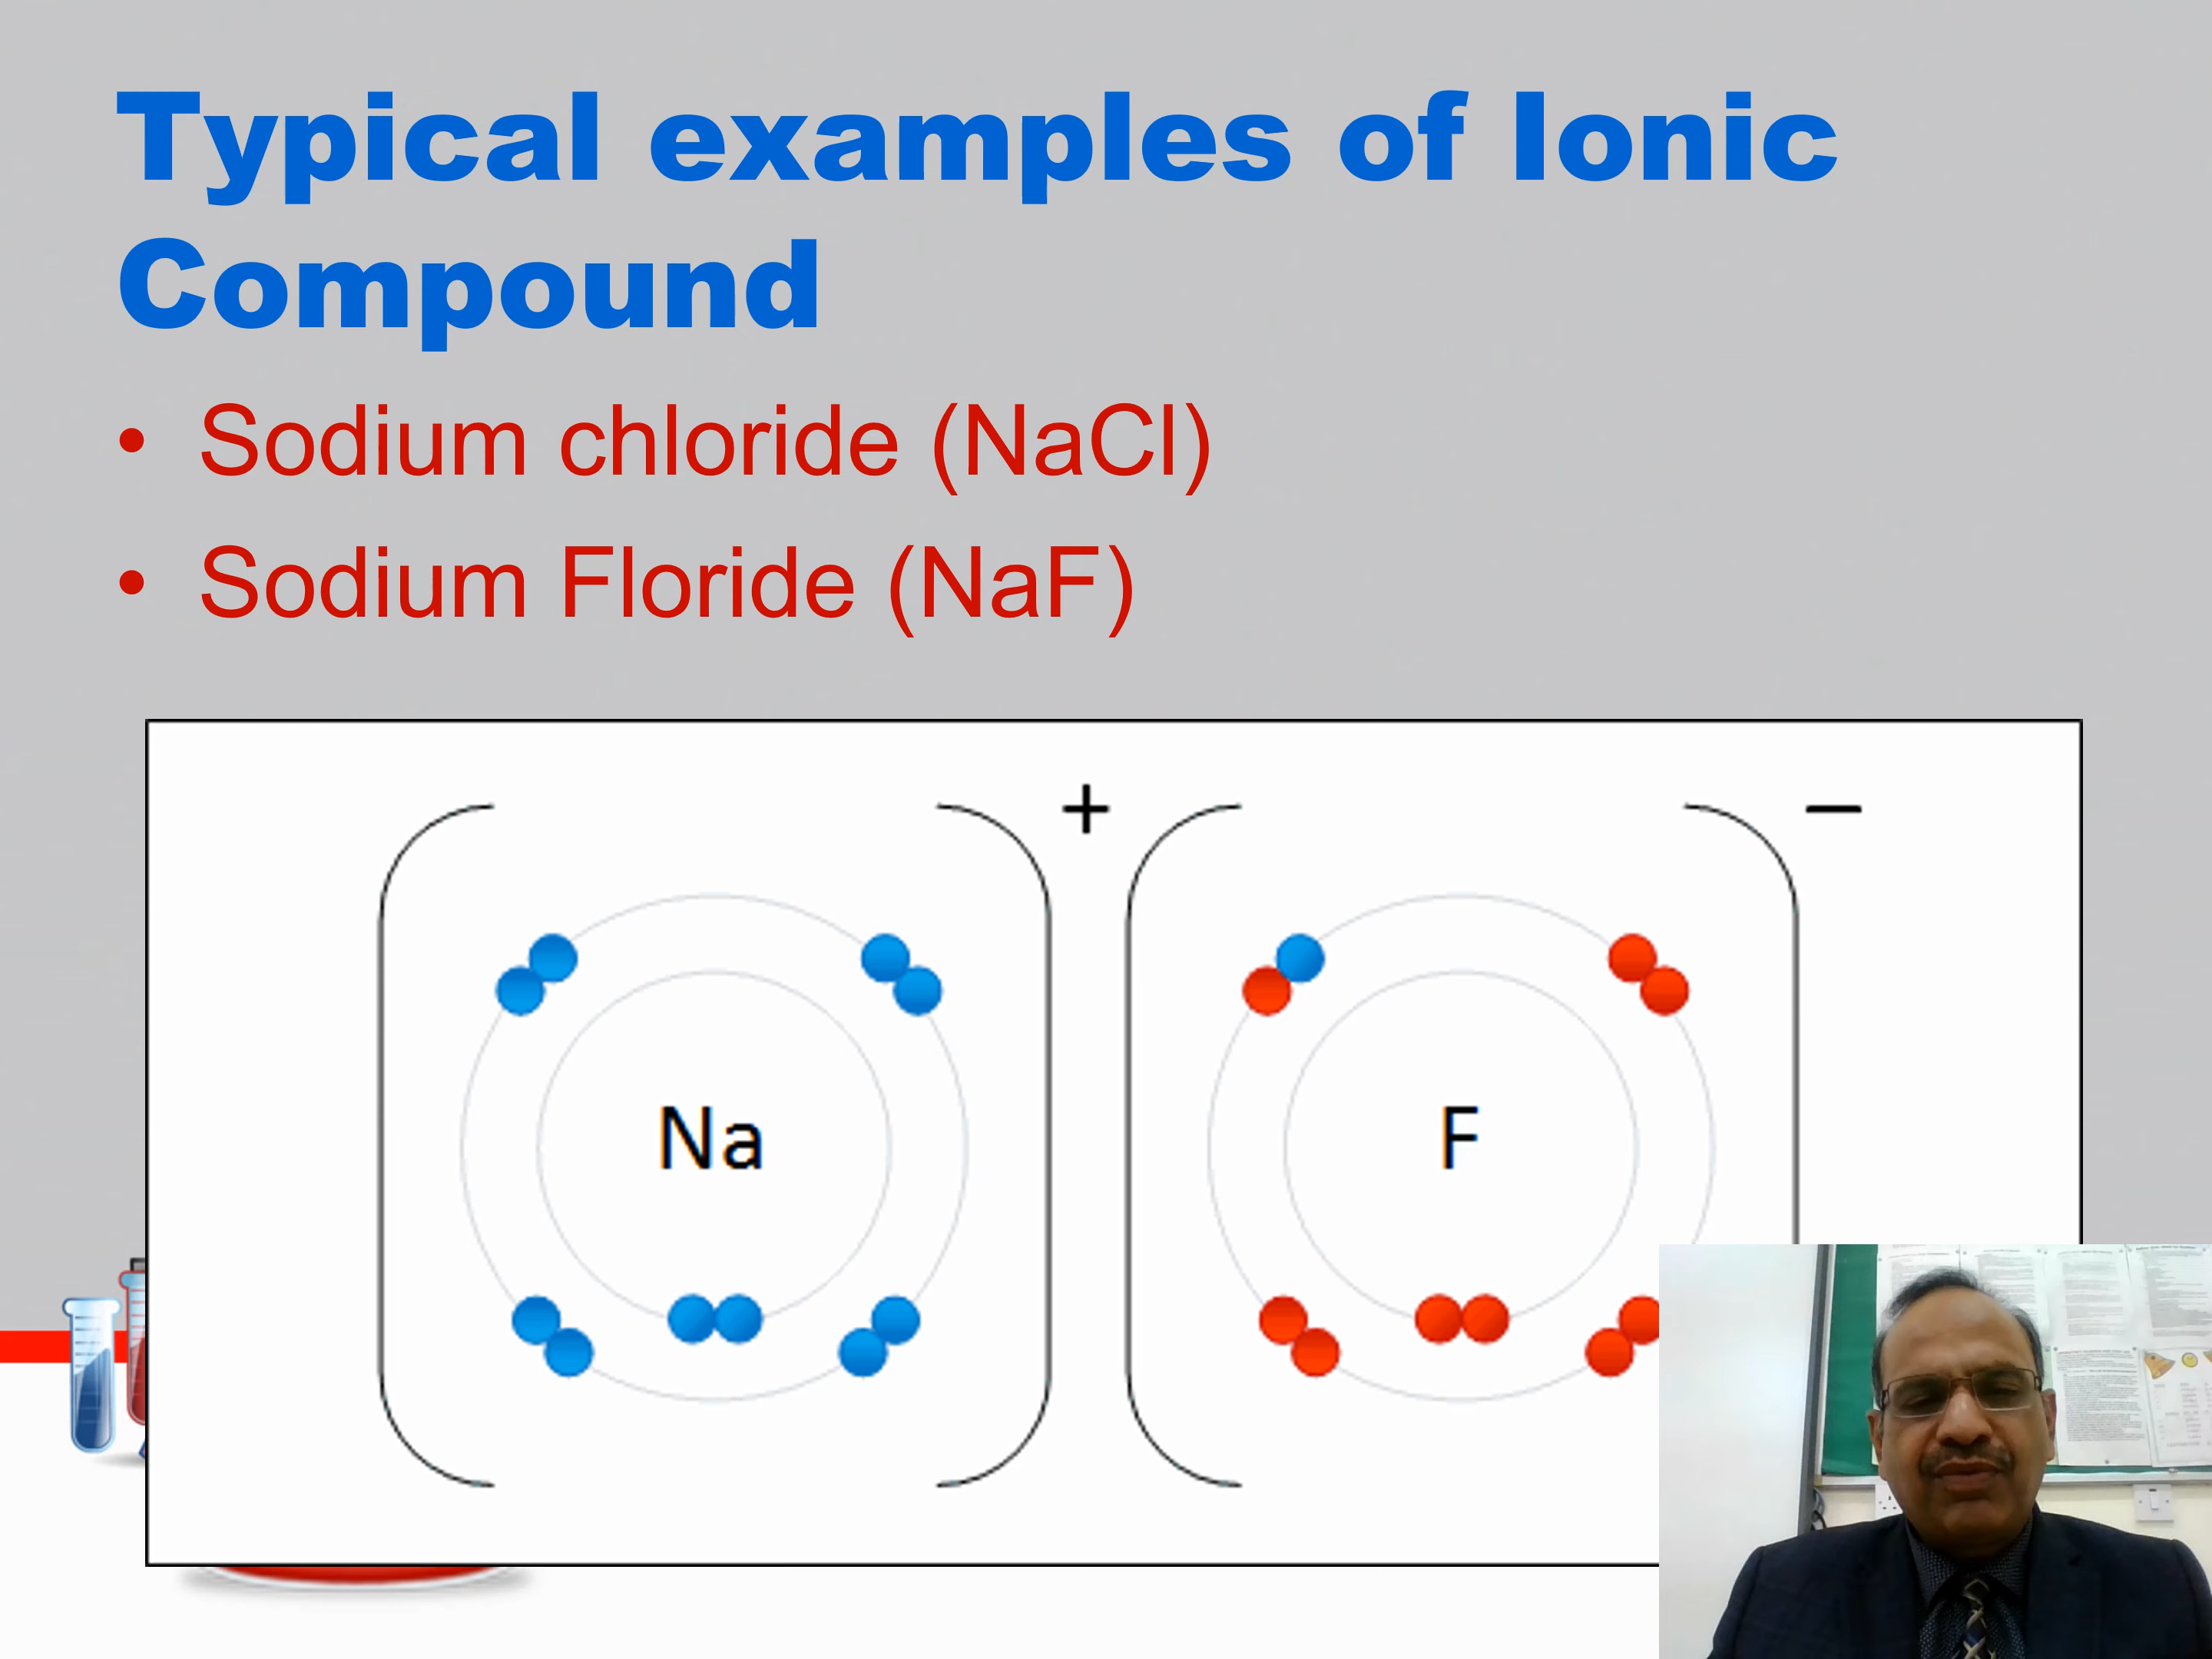 Typical examples of Ionic
Compound
• Sodium chloride (NaCl)
• Sodium Floride (NaF)
+ −
Na F